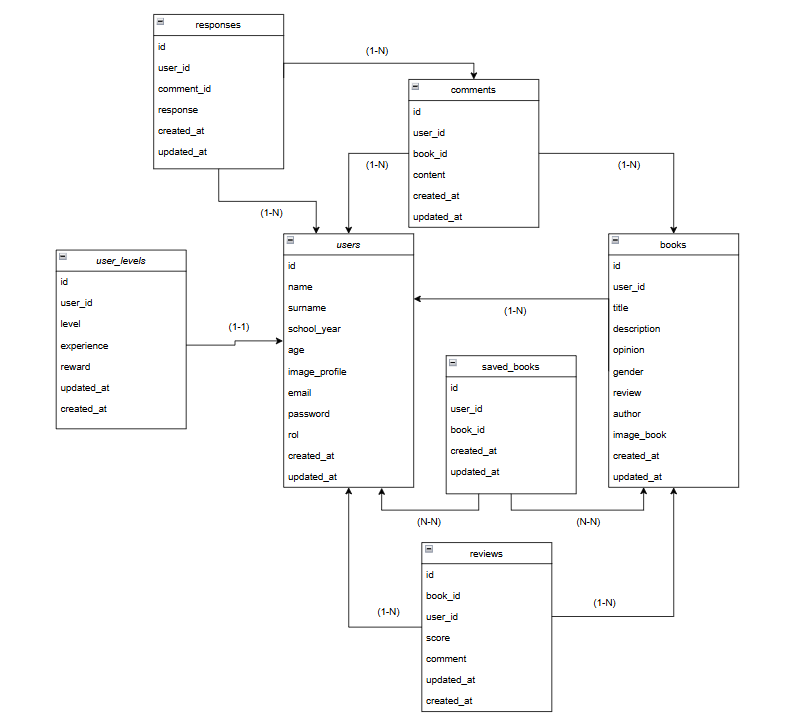 responses
id
user_id
comment_id
response
created_at
updated_at
(1-N)
comments
id
user_id
book_id
content
created_at
updated_at
(1-N)
(1-N)
(1-N)
user_levels
id
user_id
level
experience
reward
updated_at
created_at
(1-1)
users
id
name
surname
school_year
age
image_profile
email
password
rol
created_at
updated_at
(1-N)
books
id
user_id
title
description
opinion
gender
review
author
image_book
created_at
updated_at
saved_books
id
user_id
book_id
created_at
updated_at
(N-N)
(N-N)
reviews
id
book_id
user_id
score
comment
updated_at
created_at
(1-N)
(1-N)